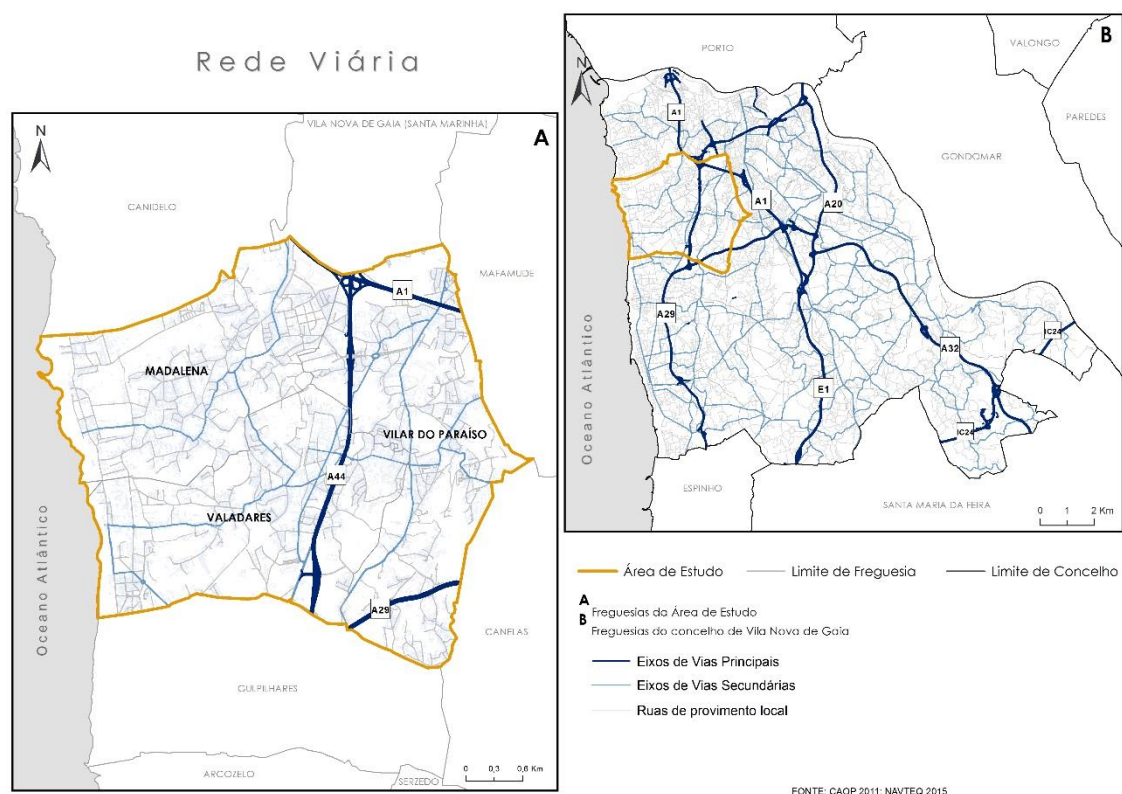 Rede Viária
A
N
VILA NOVA DE GAIA (SANTA MARINHA)
CANIDELO
MAFAMUDE
A1
MADALENA
VILAR DO PARAÍSO
A44
VALADARES
A29
Oceano Atlântico
CANELAS
GULPILHARES
ARCOZELO
SERZEDO
0 0,3 0,6 Km
B
N
PORTO
VALONGO
PAREDES
GONDOMAR
A1
A1
A20
A29
A32
IC24
E1
IC24
Oceano Atlântico
ESPINHO
SANTA MARIA DA FEIRA
0 1 2 Km
Área de Estudo
Limite de Freguesia
Limite de Concelho
A Freguesias da Área de Estudo
B Freguesias do concelho de Vila Nova de Gaia
Eixos de Vias Principais
Eixos de Vias Secundárias
Ruas de provimento local
FONTE: CAOP 2011; NAVTEQ 2015